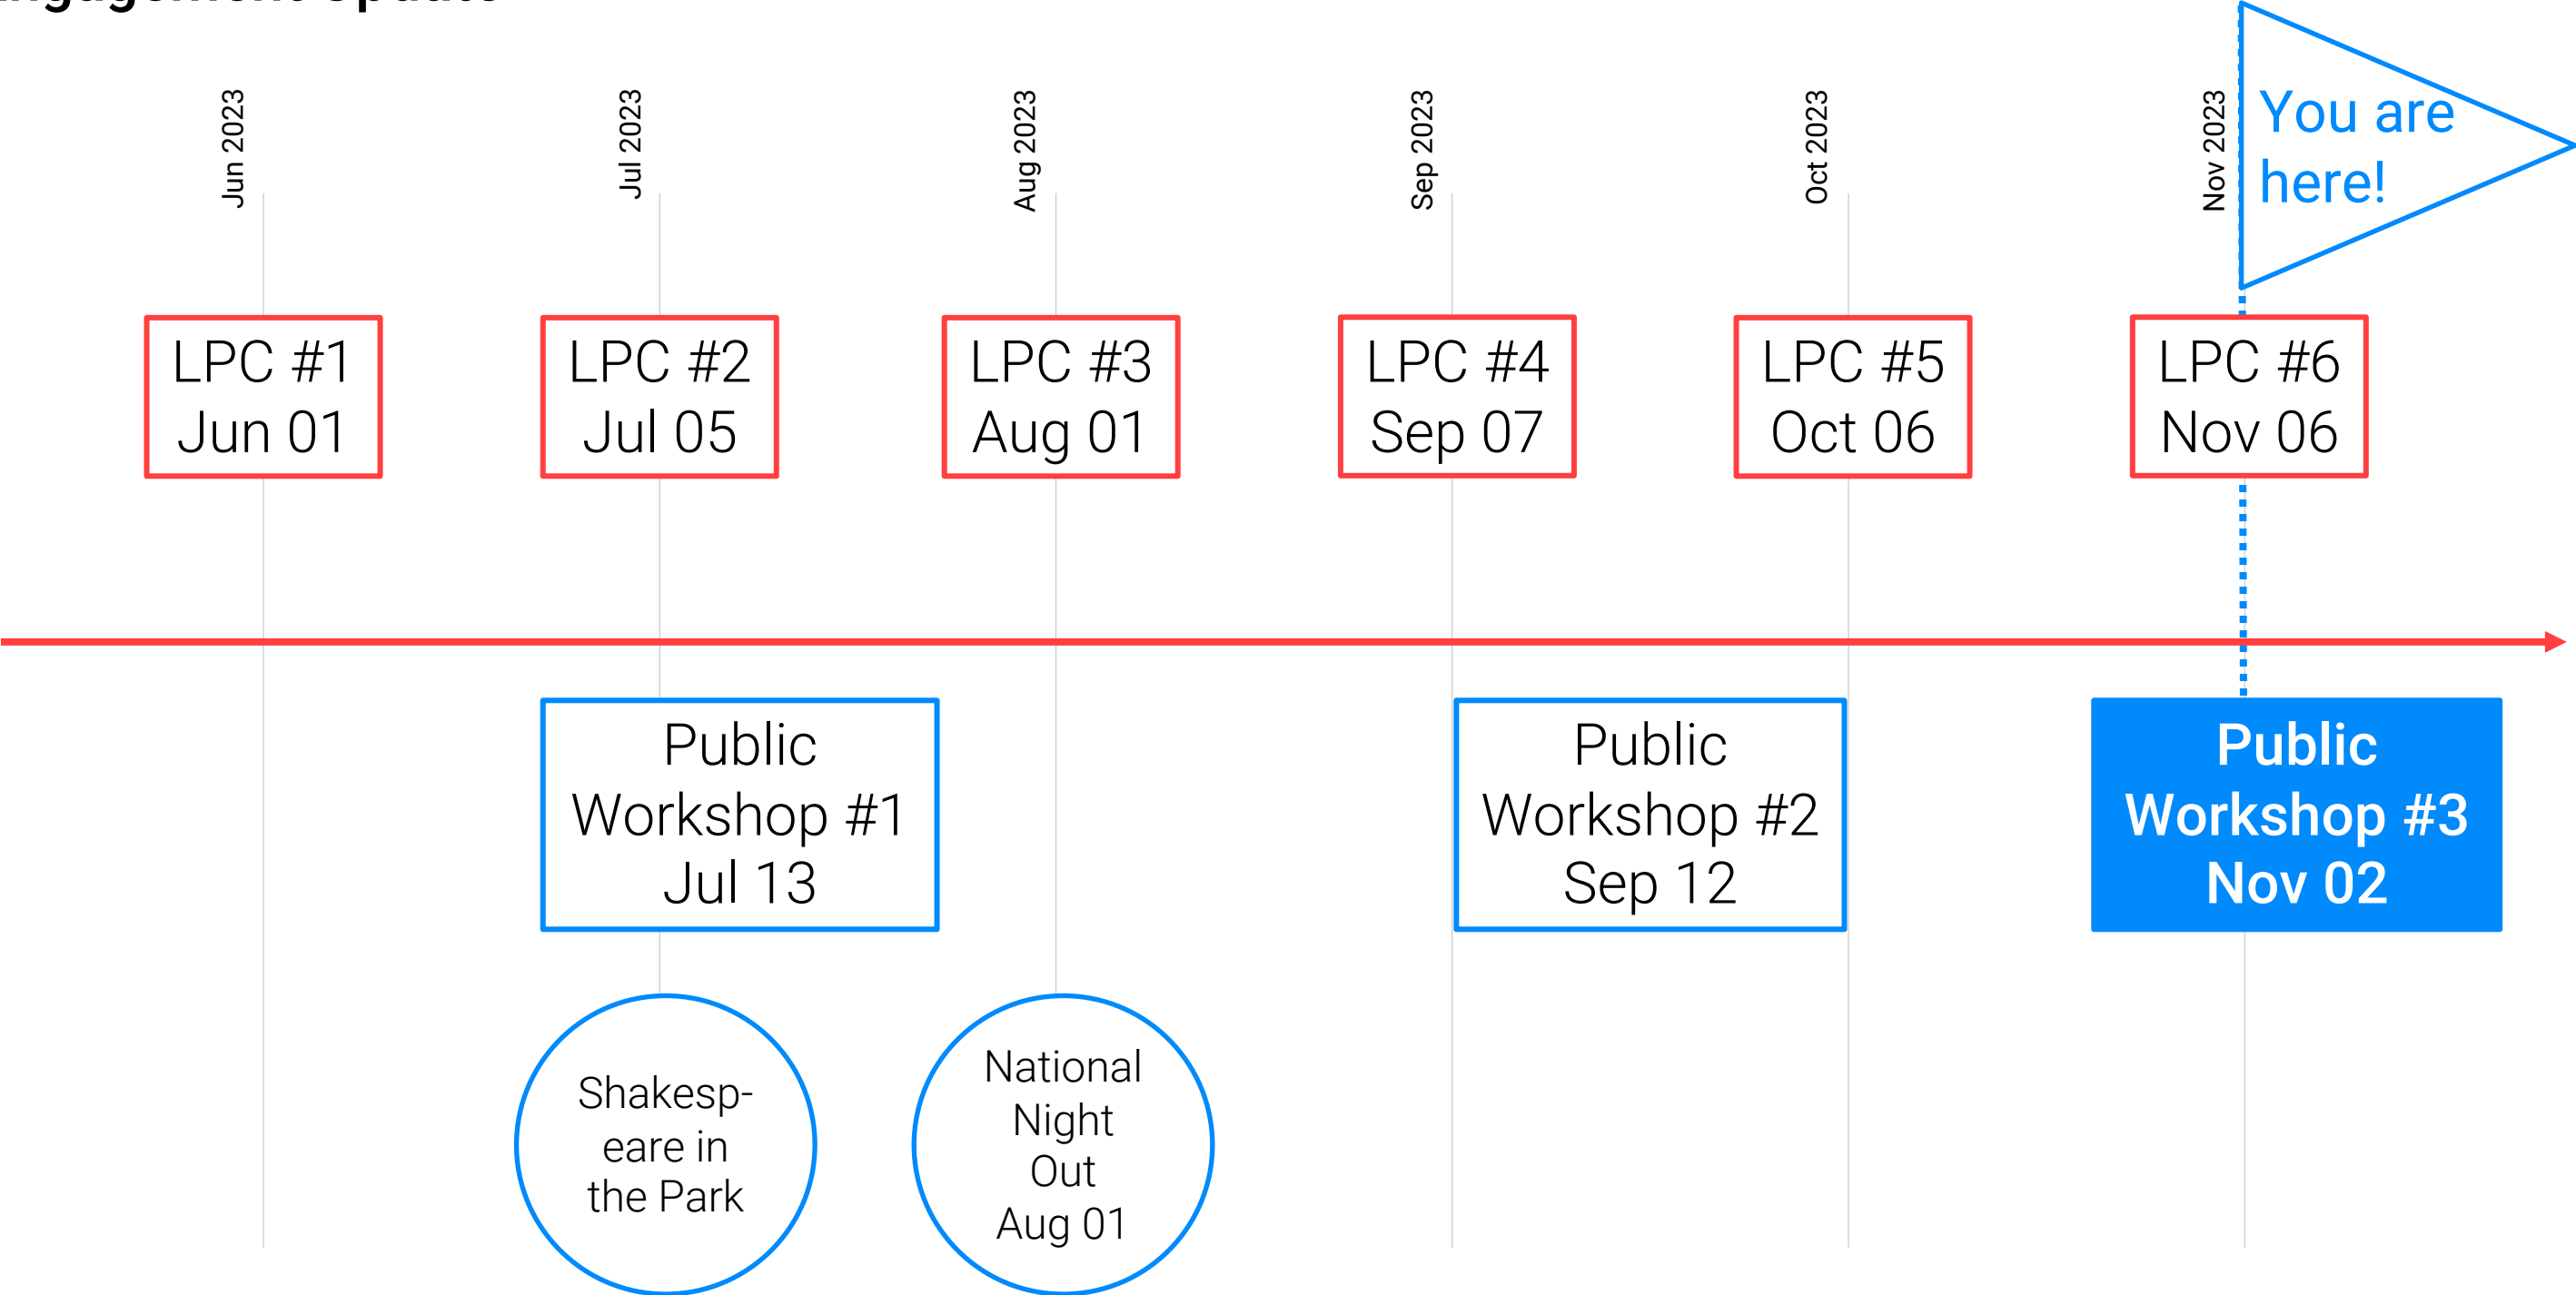 Engagement Update
Jun 2023
Jul 2023
Aug 2023
Sep 2023
Oct 2023
Nov 2023
You are
here!
LPC #1
Jun 01
LPC #2
Jul 05
LPC #3
Aug 01
LPC #4
Sep 07
LPC #5
Oct 06
LPC #6
Nov 06
Public
Workshop #1
Jul 13
Public
Workshop #2
Sep 12
Public
Workshop #3
Nov 02
Shakesp-
eare in
the Park
National
Night
Out
Aug 01